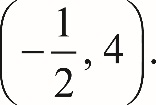 (-1/2, 4).